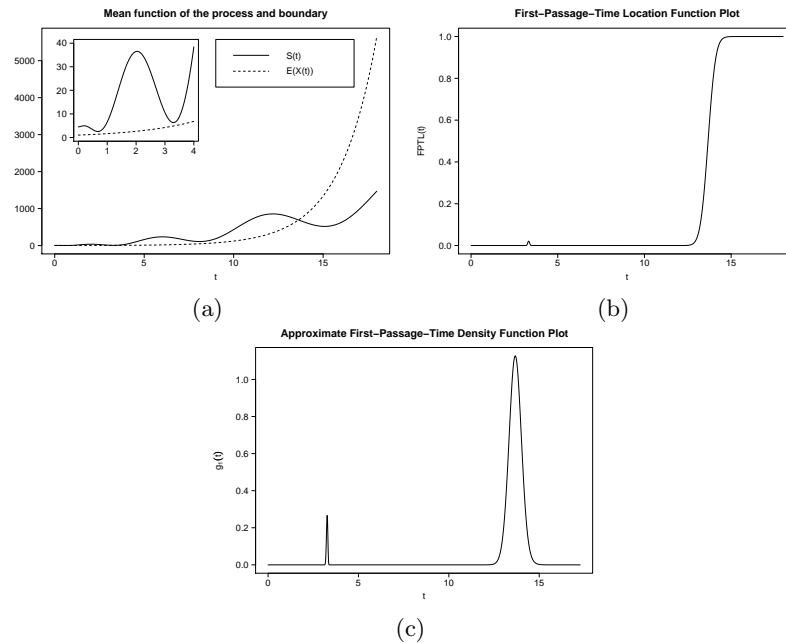 Mean function of the process and boundary
S(t)
E(X(t))
40
30
20
10
0
0 1 2 3 4
5000
4000
3000
2000
1000
0
0 5 10 15
t
(a)
First−Passage−Time Location Function Plot
FPTL(t)
1.0
0.8
0.6
0.4
0.2
0.0
0 5 10 15
t
(b)
Approximate First−Passage−Time Density Function Plot
g₁(t)
1.0
0.8
0.6
0.4
0.2
0.0
0 5 10 15
t
(c)